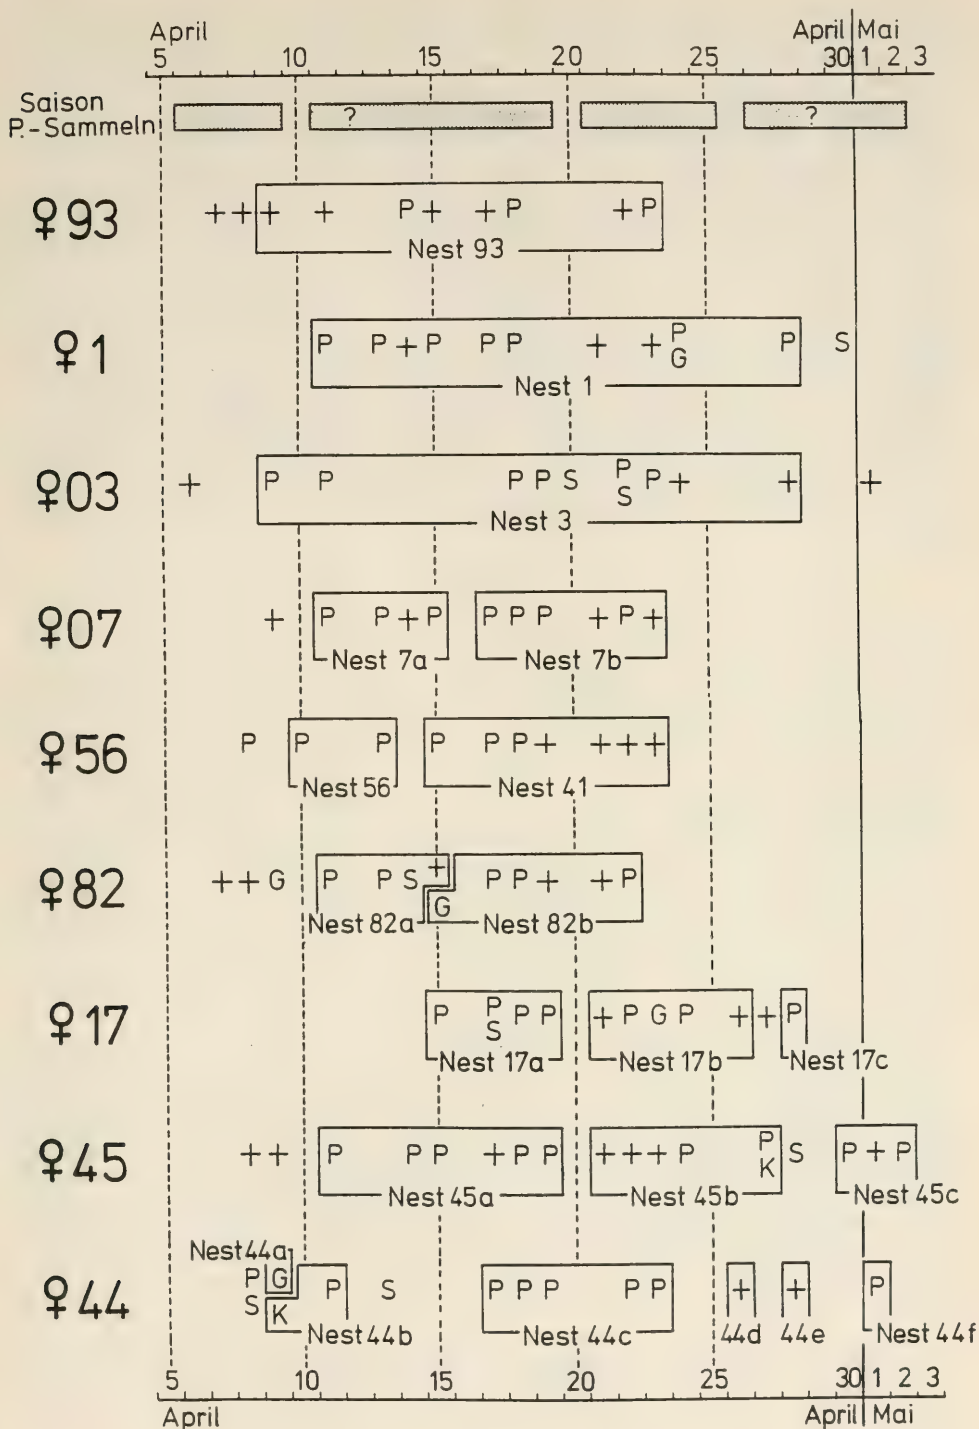 April April Mai
5 10 15 20 25 30 1 2 3
Saison
P.-Sammeln ? ?
♀93 + + + + P + + P + P
Nest 93
♀1 P P + P P P + + P P S
G
Nest 1
♀03 + P P P P S P P + + +
S
Nest 3
♀07 + P P + P P P P + P +
Nest 7a Nest 7b
♀56 P P P P P P + + + +
Nest 56 Nest 41
♀82 + + G P P S + P P + + P
G
Nest 82a Nest 82b
♀17 P P P P + P G P + + P
S
Nest 17a Nest 17b Nest 17c
♀45 + + P P P + P P + + + P P S P + P
K
Nest 45a Nest 45b Nest 45c
Nest 44a
♀44 P G P S P P P P P + + P
S K
Nest 44b Nest 44c 44d 44e Nest 44f
5 10 15 20 25 30 1 2 3
April April Mai